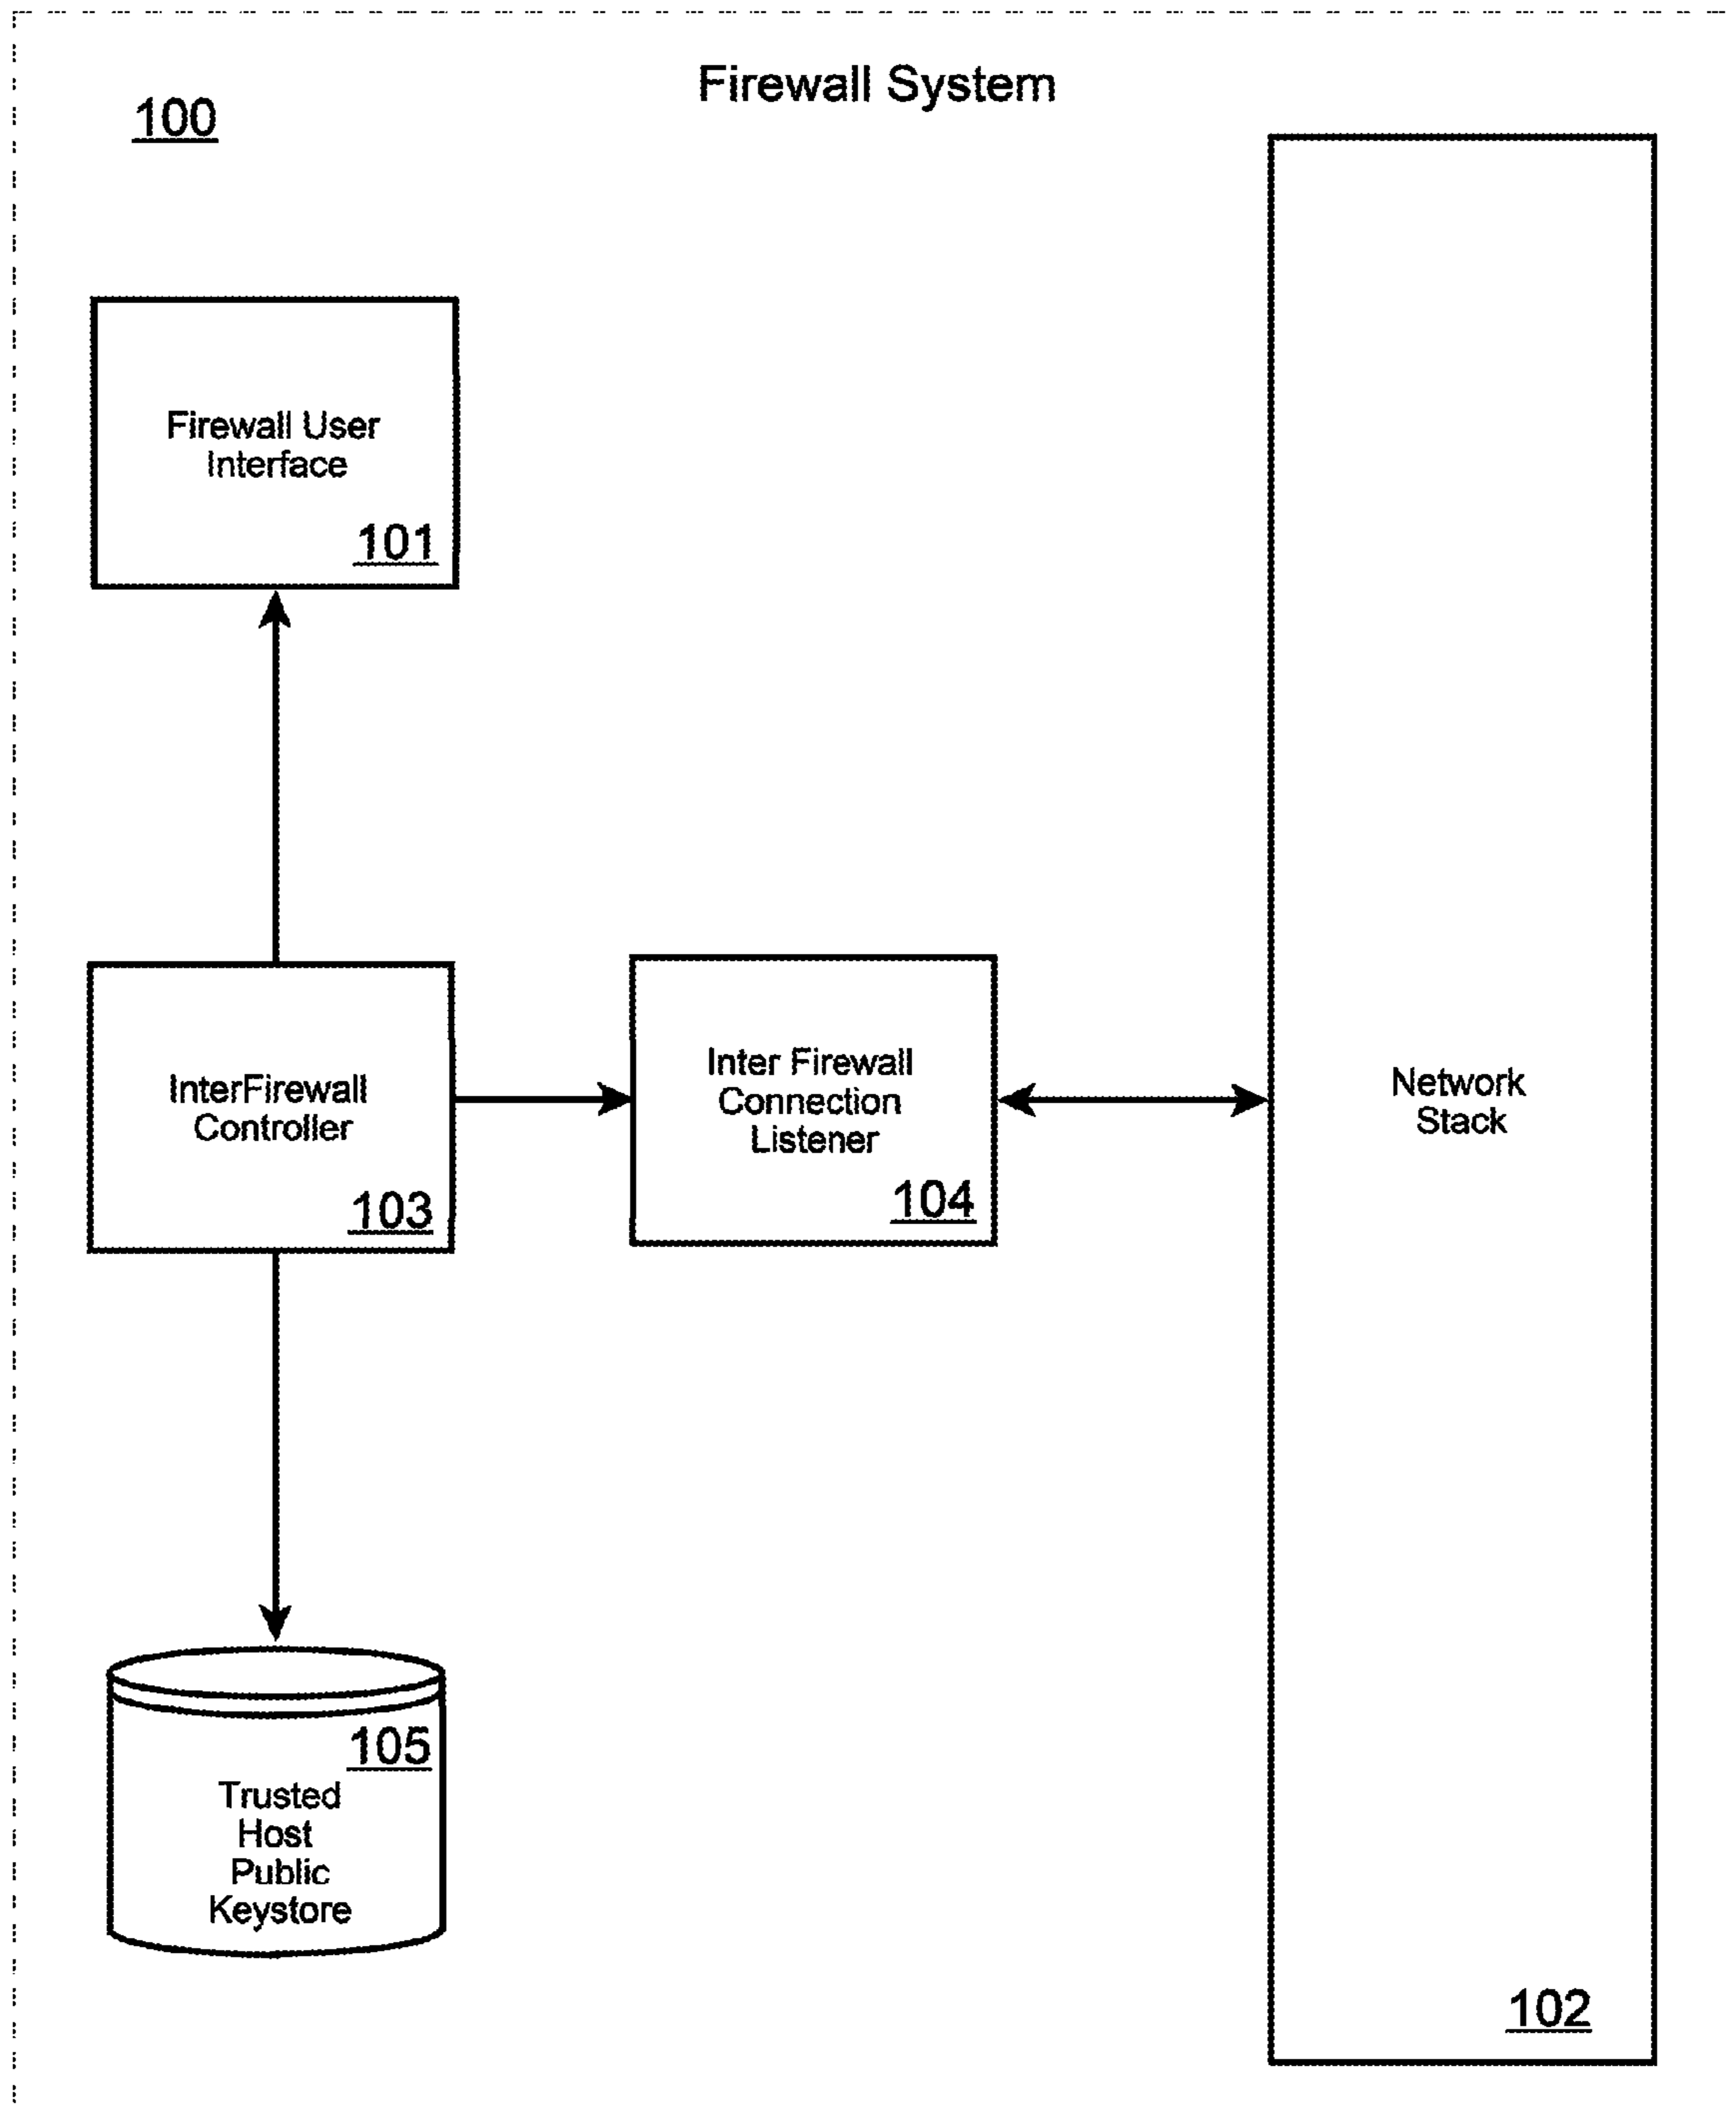 Firewall System
100
Firewall User
Interface
101
InterFirewall
Controller
103
Inter Firewall
Connection
Listener
104
Network
Stack
102
105
Trusted
Host
Public
Keystore